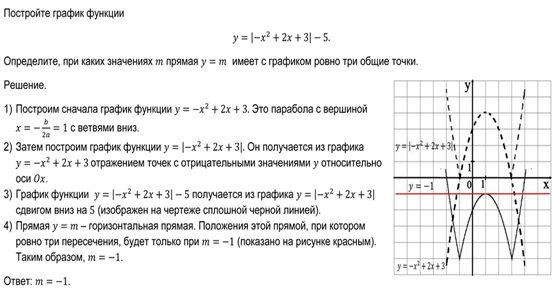 Постройте график функции
y = |−x² + 2x + 3| − 5.
Определите, при каких значениях m прямая y = m имеет с графиком ровно три общие точки.
Решение.
1) Построим сначала график функции y = −x² + 2x + 3. Это парабола с вершиной
x = −b/2a = 1 с ветвями вниз.
2) Затем построим график функции y = |−x² + 2x + 3|. Он получается из графика
y = −x² + 2x + 3 отражением точек с отрицательными значениями y относительно
оси Ox.
3) График функции y = |−x² + 2x + 3| − 5 получается из графика y = |−x² + 2x + 3|
сдвигом вниз на 5 (изображен на чертеже сплошной черной линией).
4) Прямая y = m – горизонтальная прямая. Положения этой прямой, при котором
ровно три пересечения, будет только при m = −1 (показано на рисунке красным).
Таким образом, m = −1.
Ответ: m = −1.
y
y = |−x² + 2x + 3|
1
0 1 x
y = −1
y = −x² + 2x + 3